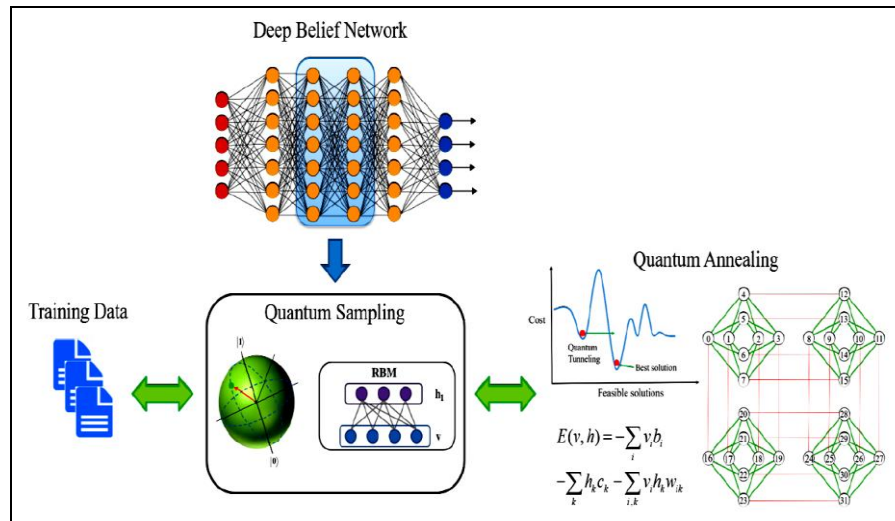 Deep Belief Network
Training Data
Quantum Sampling
|1⟩
|0⟩
RBM
h₁
v
Quantum Annealing
Cost
Quantum
Tunneling
Best solution
Feasible solutions
E(v, h) = −∑ᵢ vᵢbᵢ
−∑ₖ hₖcₖ − ∑ᵢ,ₖ vᵢhₖwᵢₖ
4 12
5 13
0 1 2 3 8 9 10 11
6 14
7 15
20 28
21 29
16 17 18 19 24 25 26 27
22 30
23 31